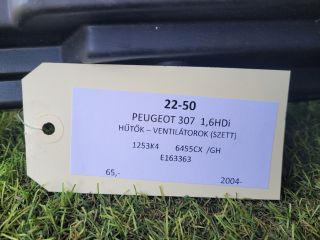 22-50
PEUGEOT 307 1,6HDi
HŰTŐK – VENTILÁTOROK (SZETT)
1253K4 6455CX /GH
E163363
65,- 2004-